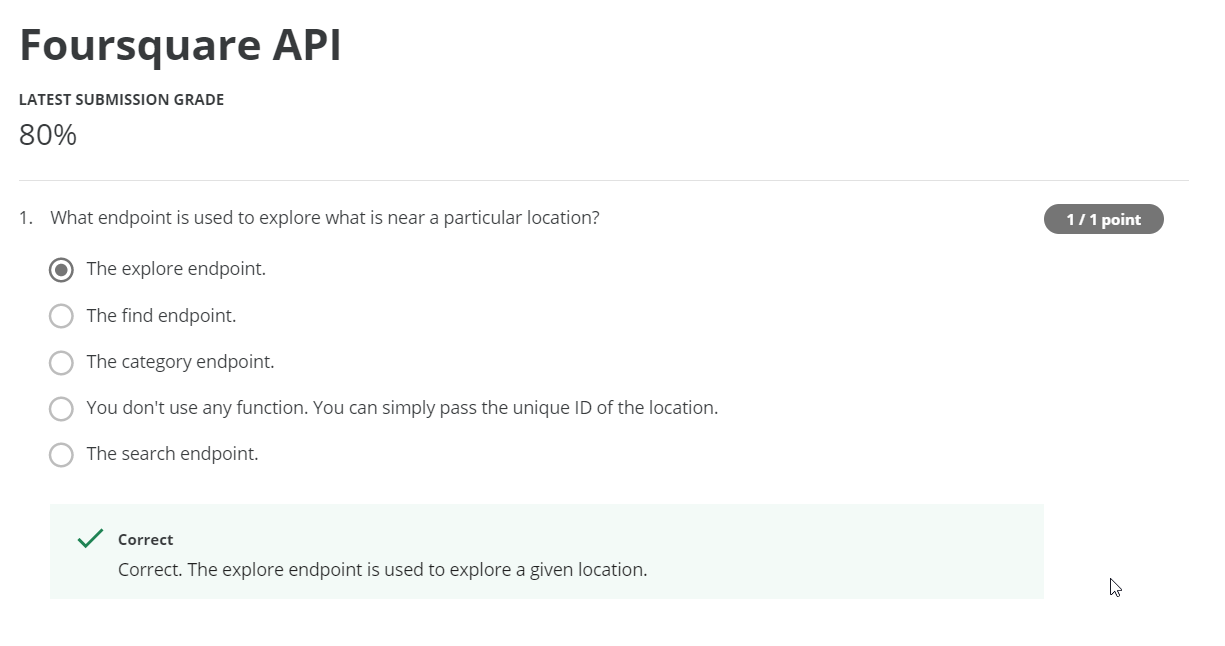 Foursquare API
LATEST SUBMISSION GRADE
80%
1. What endpoint is used to explore what is near a particular location?
1 / 1 point
The explore endpoint.
The find endpoint.
The category endpoint.
You don't use any function. You can simply pass the unique ID of the location.
The search endpoint.
Correct
Correct. The explore endpoint is used to explore a given location.